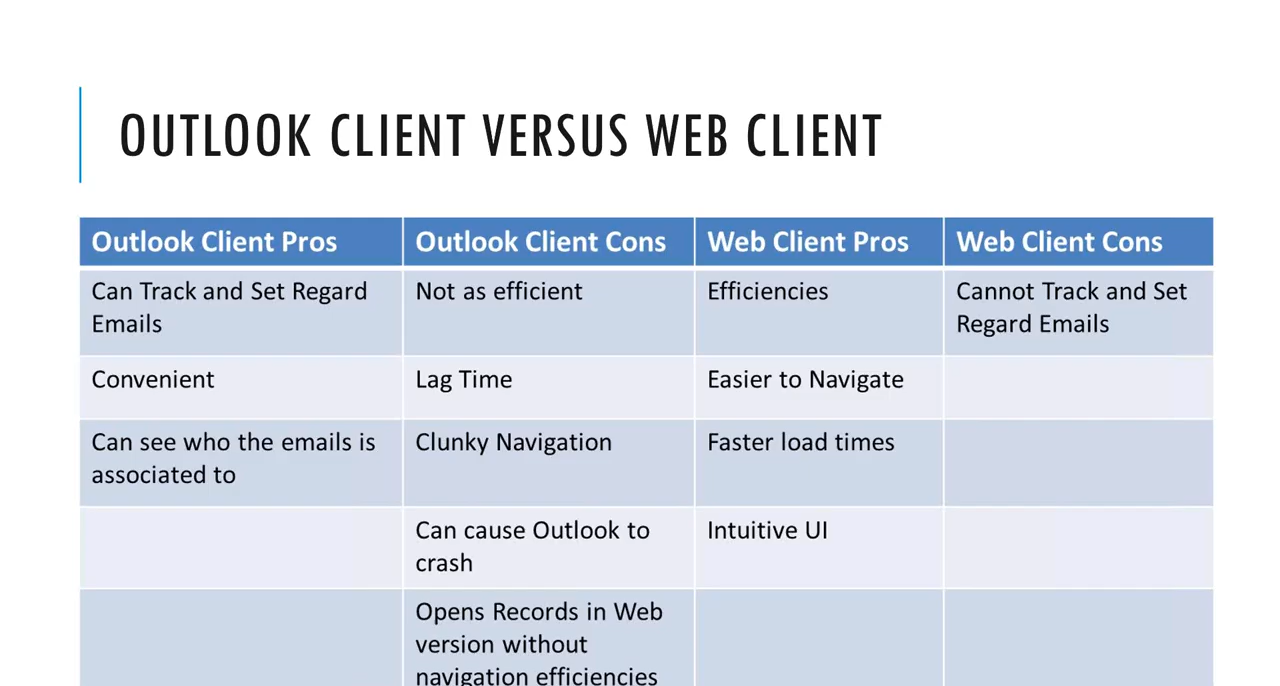 OUTLOOK CLIENT VERSUS WEB CLIENT
Outlook Client Pros
Outlook Client Cons
Web Client Pros
Web Client Cons
Can Track and Set Regard
Emails
Not as efficient
Efficiencies
Cannot Track and Set
Regard Emails
Convenient
Lag Time
Easier to Navigate
Can see who the emails is
associated to
Clunky Navigation
Faster load times
Can cause Outlook to
crash
Intuitive UI
Opens Records in Web
version without
navigation efficiencies